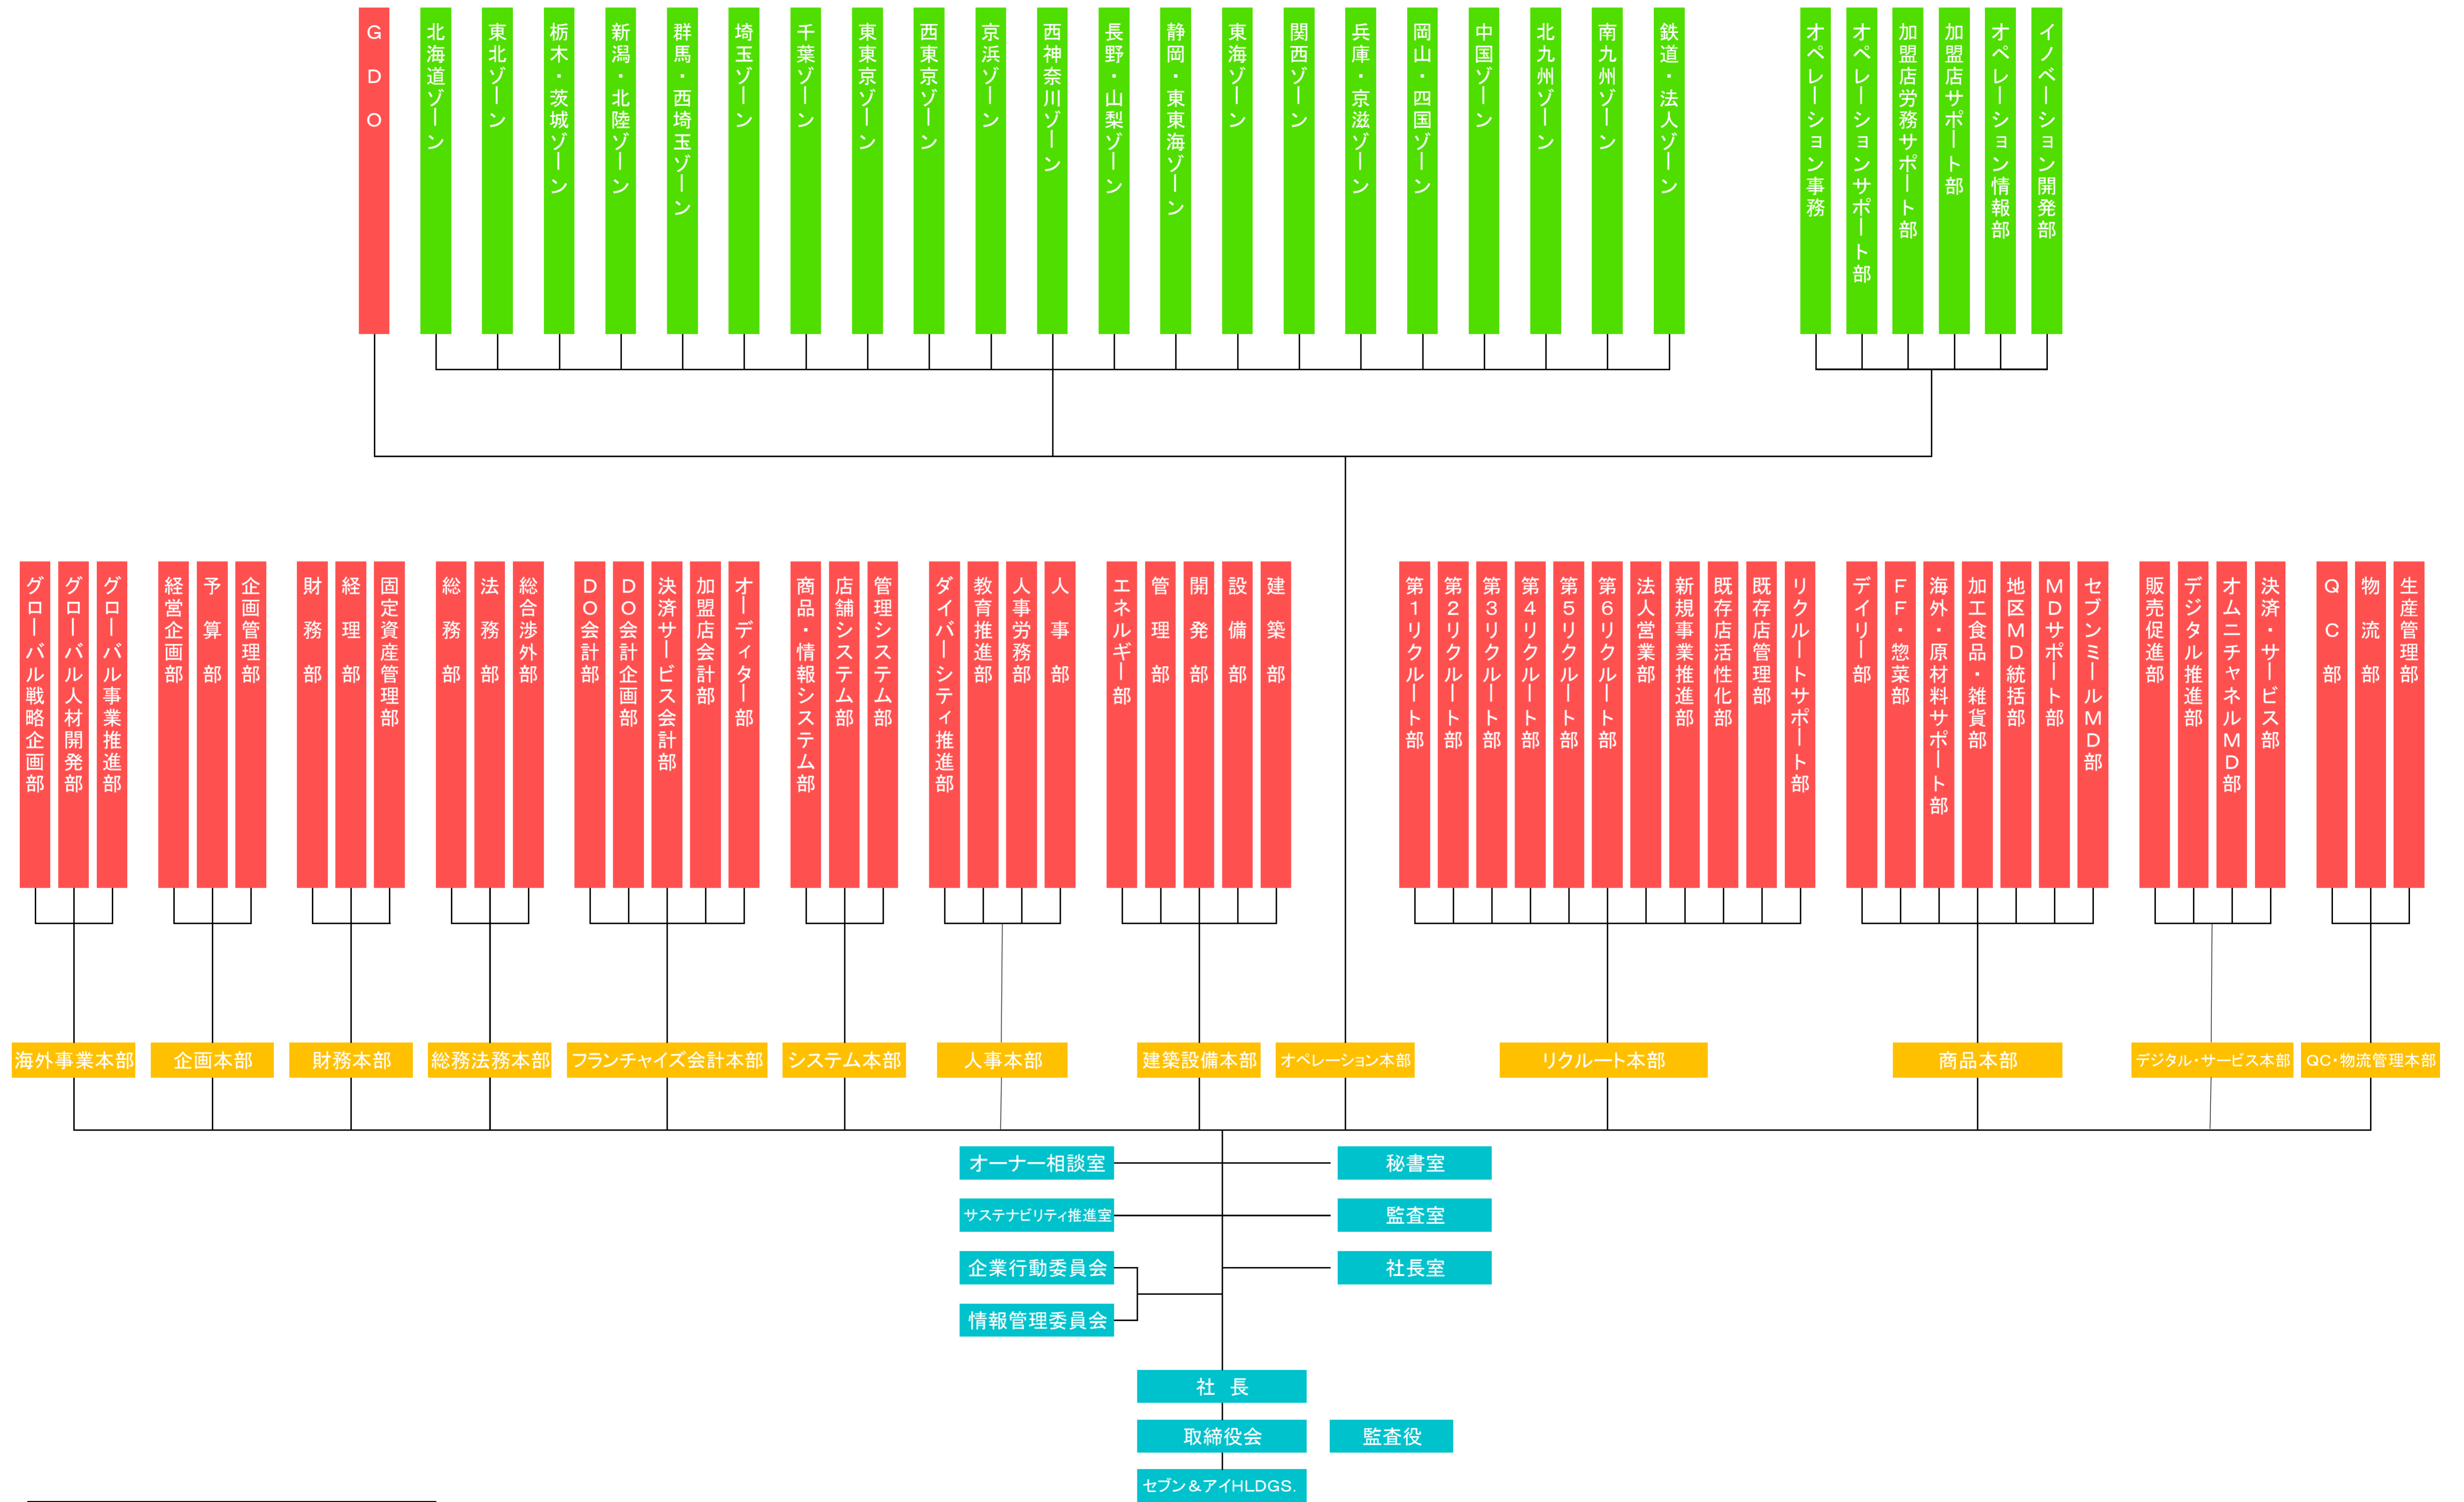 GDO
北海道ゾーン
東北ゾーン
栃木・茨城ゾーン
新潟・北陸ゾーン
群馬・西埼玉ゾーン
埼玉ゾーン
千葉ゾーン
東東京ゾーン
西東京ゾーン
京浜ゾーン
西神奈川ゾーン
長野・山梨ゾーン
静岡・東東海ゾーン
東海ゾーン
関西ゾーン
兵庫・京滋ゾーン
岡山・四国ゾーン
中国ゾーン
北九州ゾーン
南九州ゾーン
鉄道・法人ゾーン
オペレーション事務
オペレーションサポート部
加盟店労務サポート部
加盟店サポート部
オペレーション情報部
イノベーション開発部
グローバル戦略企画部
グローバル人材開発部
グローバル事業推進部
経営企画部
予算部
企画管理部
財務部
経理部
固定資産管理部
総務部
法務部
総合渉外部
DO会計部
DO会計企画部
決済サービス会計部
加盟店会計部
オーディター部
商品・情報システム部
店舗システム部
管理システム部
ダイバーシティ推進部
教育推進部
人事労務部
人事部
エネルギー部
管理部
開発部
設備部
建築部
第1リクルート部
第2リクルート部
第3リクルート部
第4リクルート部
第5リクルート部
第6リクルート部
法人営業部
新規事業推進部
既存店活性化部
既存店管理部
リクルートサポート部
デイリー部
FF・惣菜部
海外・原材料サポート部
加工食品・雑貨部
地区MD統括部
MDサポート部
セブンミールMD部
販売促進部
デジタル推進部
オムニチャネルMD部
決済・サービス部
QC部
物流部
生産管理部
海外事業本部
企画本部
財務本部
総務法務本部
フランチャイズ会計本部
システム本部
人事本部
建築設備本部
オペレーション本部
リクルート本部
商品本部
デジタル・サービス本部
QC・物流管理本部
オーナー相談室
秘書室
サステナビリティ推進室
監査室
企業行動委員会
社長室
情報管理委員会
社 長
取締役会
監査役
セブン&アイHLDGS.